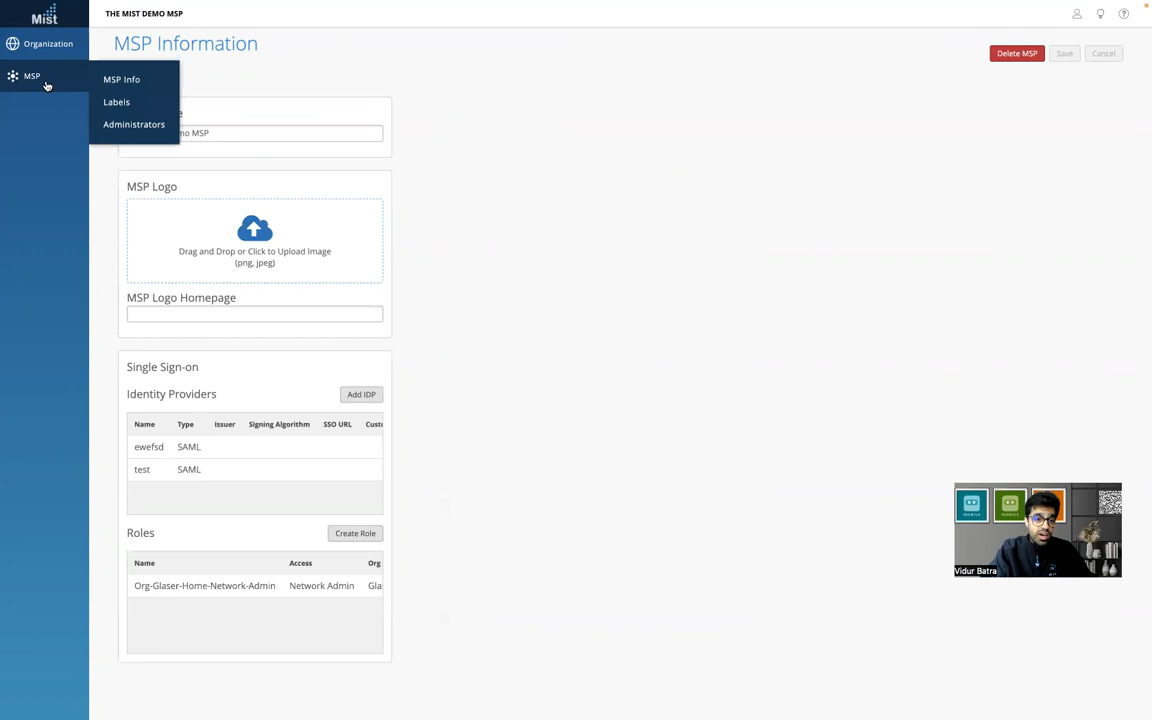 Mist
THE MIST DEMO MSP
Organization
MSP
MSP Info
Labels
Administrators
MSP Information
Delete MSP
Save
Cancel
mo MSP
MSP Logo
Drag and Drop or Click to Upload Image
(png, jpeg)
MSP Logo Homepage
Single Sign-on
Identity Providers
Add IDP
Name Type Issuer Signing Algorithm SSO URL Custo
ewefsd SAML
test SAML
Roles
Create Role
Name Access Org
Org-Glaser-Home-Network-Admin Network Admin Glas
Vidur Batra